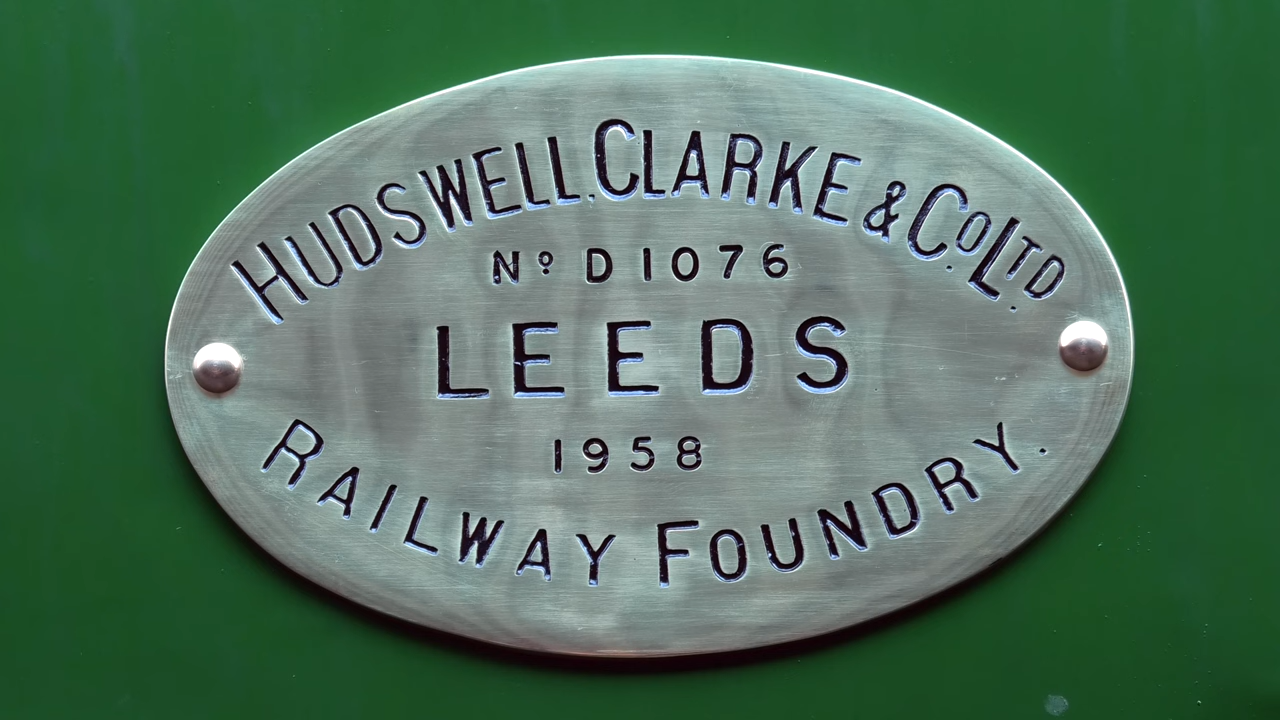 HUDSWELL. CLARKE & Co. LTD.
No D1076
LEEDS
1958
RAILWAY FOUNDRY.